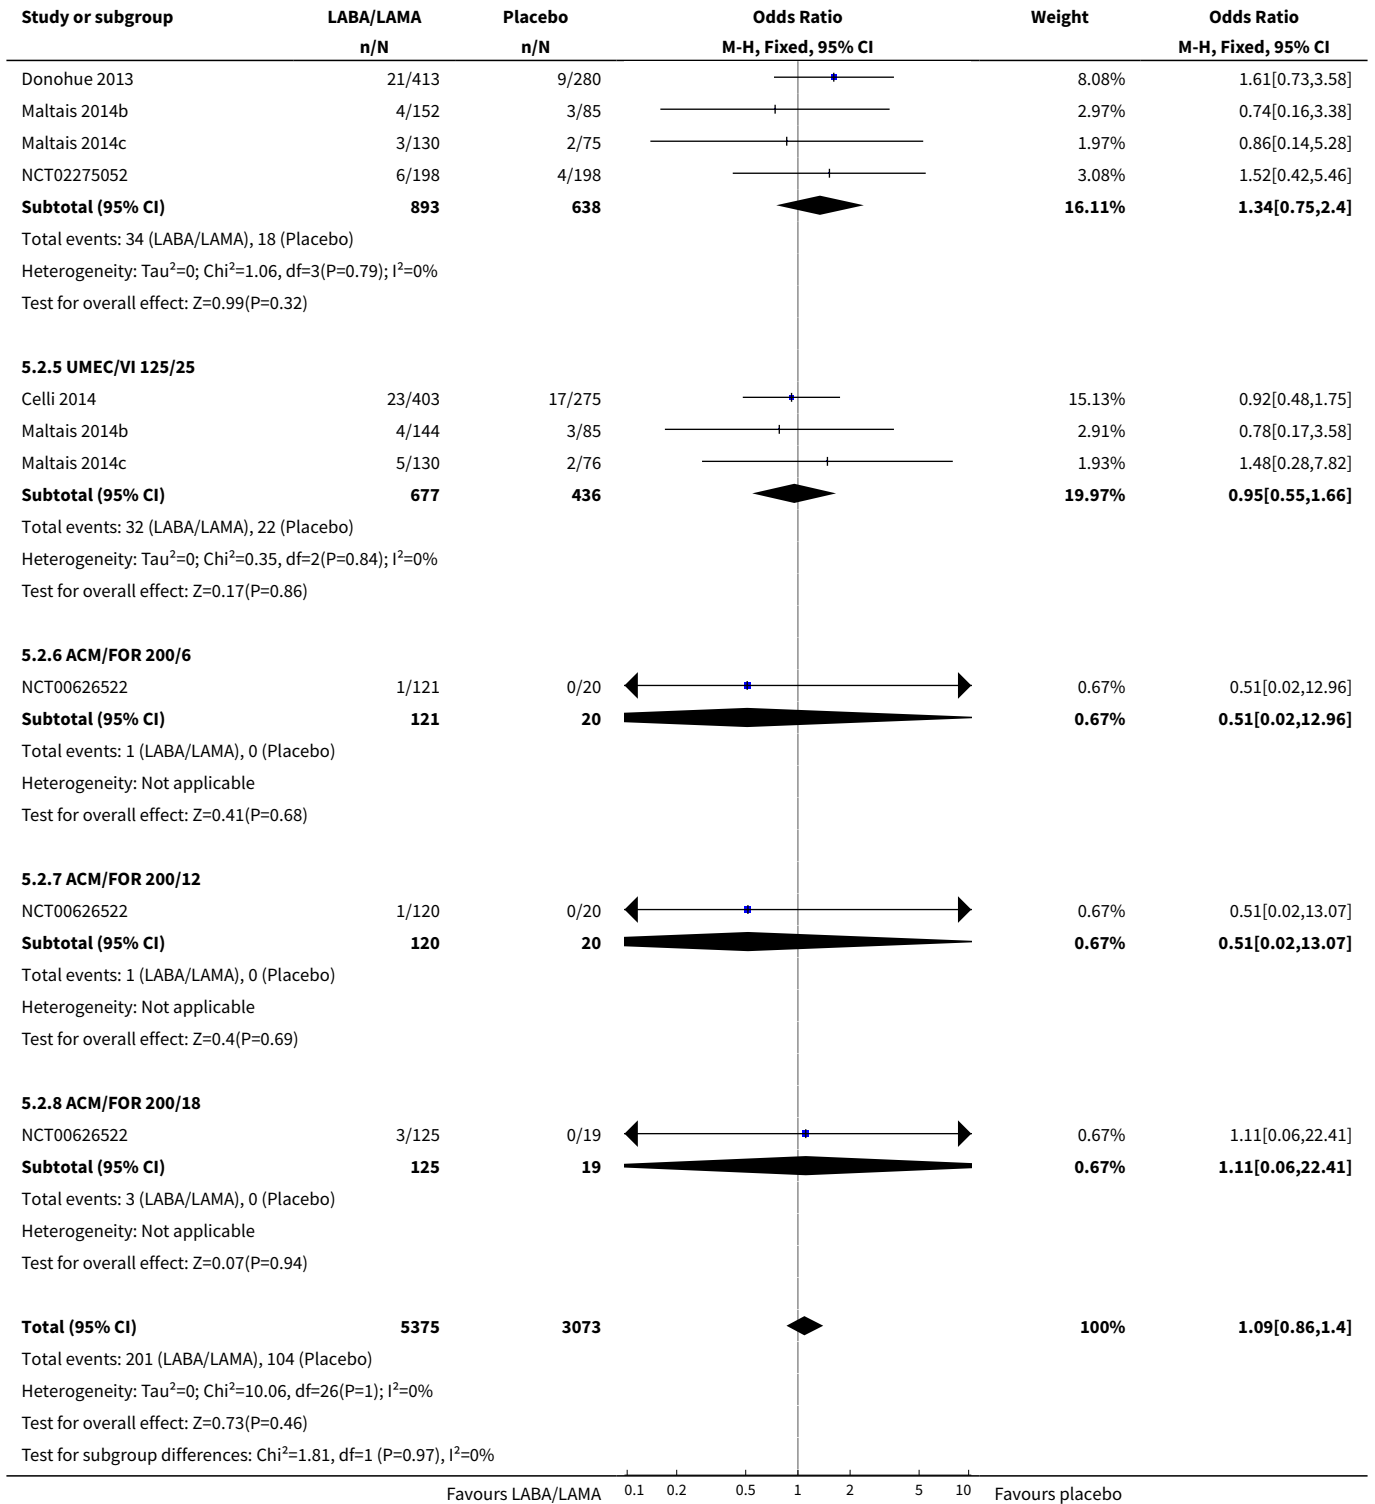 Study or subgroup LABA/LAMA Placebo Odds Ratio Weight Odds Ratio
n/N n/N M-H, Fixed, 95% CI M-H, Fixed, 95% CI
Donohue 2013 21/413 9/280 8.08% 1.61[0.73,3.58]
Maltais 2014b 4/152 3/85 2.97% 0.74[0.16,3.38]
Maltais 2014c 3/130 2/75 1.97% 0.86[0.14,5.28]
NCT02275052 6/198 4/198 3.08% 1.52[0.42,5.46]
Subtotal (95% CI) 893 638 16.11% 1.34[0.75,2.4]
Total events: 34 (LABA/LAMA), 18 (Placebo)
Heterogeneity: Tau²=0; Chi²=1.06, df=3(P=0.79); I²=0%
Test for overall effect: Z=0.99(P=0.32)
5.2.5 UMEC/VI 125/25
Celli 2014 23/403 17/275 15.13% 0.92[0.48,1.75]
Maltais 2014b 4/144 3/85 2.91% 0.78[0.17,3.58]
Maltais 2014c 5/130 2/76 1.93% 1.48[0.28,7.82]
Subtotal (95% CI) 677 436 19.97% 0.95[0.55,1.66]
Total events: 32 (LABA/LAMA), 22 (Placebo)
Heterogeneity: Tau²=0; Chi²=0.35, df=2(P=0.84); I²=0%
Test for overall effect: Z=0.17(P=0.86)
5.2.6 ACM/FOR 200/6
NCT00626522 1/121 0/20 0.67% 0.51[0.02,12.96]
Subtotal (95% CI) 121 20 0.67% 0.51[0.02,12.96]
Total events: 1 (LABA/LAMA), 0 (Placebo)
Heterogeneity: Not applicable
Test for overall effect: Z=0.41(P=0.68)
5.2.7 ACM/FOR 200/12
NCT00626522 1/120 0/20 0.67% 0.51[0.02,13.07]
Subtotal (95% CI) 120 20 0.67% 0.51[0.02,13.07]
Total events: 1 (LABA/LAMA), 0 (Placebo)
Heterogeneity: Not applicable
Test for overall effect: Z=0.4(P=0.69)
5.2.8 ACM/FOR 200/18
NCT00626522 3/125 0/19 0.67% 1.11[0.06,22.41]
Subtotal (95% CI) 125 19 0.67% 1.11[0.06,22.41]
Total events: 3 (LABA/LAMA), 0 (Placebo)
Heterogeneity: Not applicable
Test for overall effect: Z=0.07(P=0.94)
Total (95% CI) 5375 3073 100% 1.09[0.86,1.4]
Total events: 201 (LABA/LAMA), 104 (Placebo)
Heterogeneity: Tau²=0; Chi²=10.06, df=26(P=1); I²=0%
Test for overall effect: Z=0.73(P=0.46)
Test for subgroup differences: Chi²=1.81, df=1 (P=0.97), I²=0%
Favours LABA/LAMA 0.1 0.2 0.5 1 2 5 10 Favours placebo